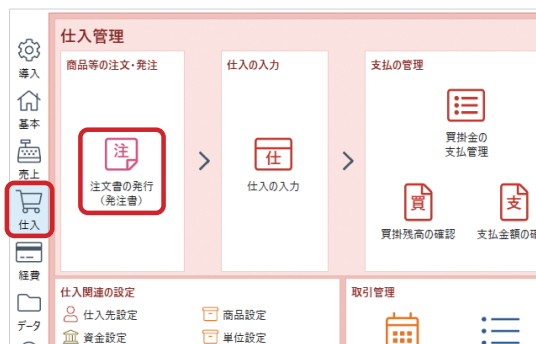 導入
基本
売上
仕入
経費
データ
仕入管理
商品等の注文・発注
注
注文書の発行
（発注書）
仕入の入力
仕
仕入の入力
支払の管理
買掛金の
支払管理
買
買掛残高の確認
支
支払金額の確
仕入関連の設定
仕入先設定
商品設定
資金設定
単位設定
取引管理